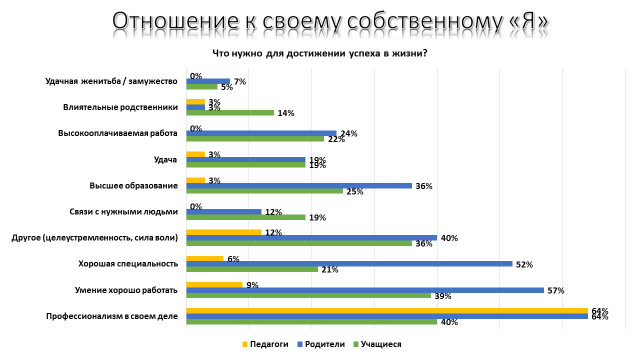 Отношение к своему собственному «Я»
Что нужно для достижении успеха в жизни?
Удачная женитьба / замужество
0%
7%
5%
Влиятельные родственники
3%
3%
14%
Высокооплачиваемая работа
0%
24%
22%
Удача
3%
19%
19%
Высшее образование
3%
36%
25%
Связи с нужными людьми
0%
12%
19%
Другое (целеустремленность, сила воли)
12%
40%
36%
Хорошая специальность
6%
52%
21%
Умение хорошо работать
9%
57%
39%
Профессионализм в своем деле
64%
64%
40%
Педагоги Родители Учащиеся